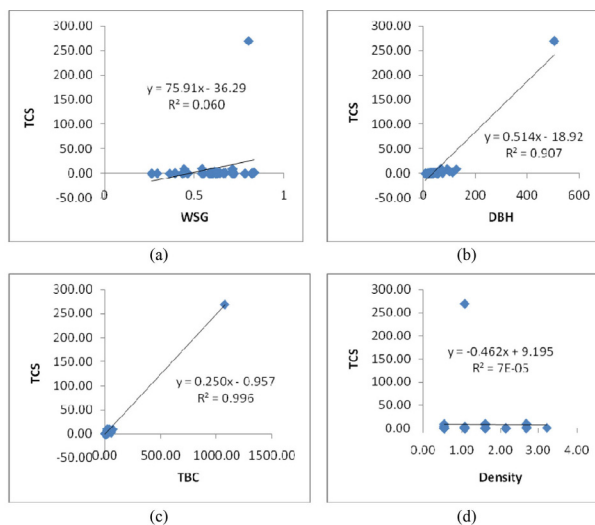 300.00
250.00
200.00
150.00
100.00
50.00
0.00
-50.00
TCS
y = 75.91x - 36.29
R² = 0.060
0
0.5
1
WSG
(a)
300.00
250.00
200.00
150.00
100.00
50.00
0.00
-50.00
TCS
y = 0.514x - 18.92
R² = 0.907
0
200
400
600
DBH
(b)
300.00
250.00
200.00
150.00
100.00
50.00
0.00
-50.00
TCS
y = 0.250x - 0.957
R² = 0.996
0.00
500.00
1000.00
1500.00
TBC
(c)
300.00
250.00
200.00
150.00
100.00
50.00
0.00
TCS
y = -0.462x + 9.195
R² = 7E-05
0.00
1.00
2.00
3.00
4.00
Density
(d)